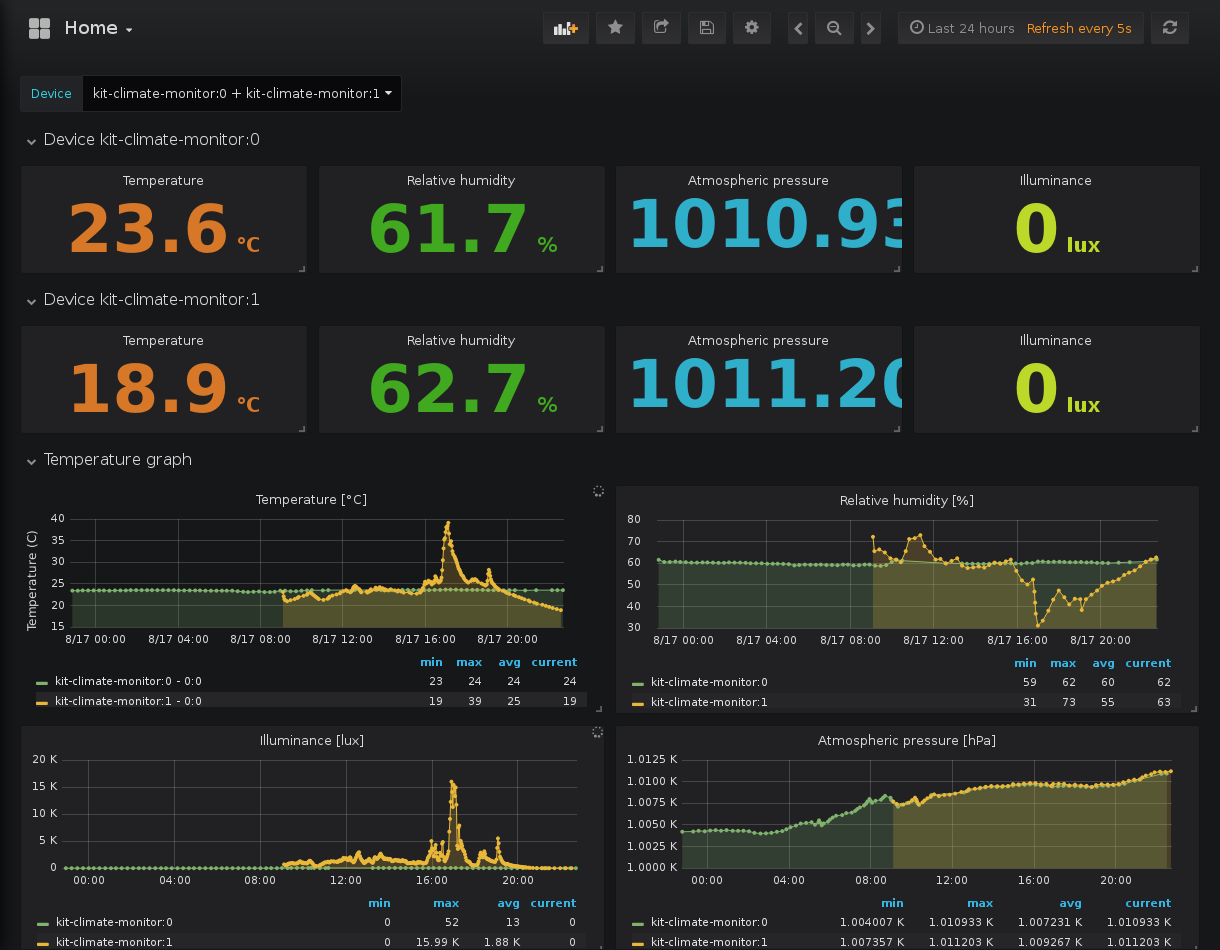 Home
Last 24 hours Refresh every 5s
Device kit-climate-monitor:0 + kit-climate-monitor:1
Device kit-climate-monitor:0
Temperature Relative humidity Atmospheric pressure Illuminance
23.6 °C 61.7 % 1010.93 0 lux
Device kit-climate-monitor:1
Temperature Relative humidity Atmospheric pressure Illuminance
18.9 °C 62.7 % 1011.20 0 lux
Temperature graph
Temperature [°C]
Temperature (C)
40
35
30
25
20
15
8/17 00:00 8/17 04:00 8/17 08:00 8/17 12:00 8/17 16:00 8/17 20:00
min max avg current
kit-climate-monitor:0 - 0:0 23 24 24 24
kit-climate-monitor:1 - 0:0 19 39 25 19
Relative humidity [%]
80
70
60
50
40
30
8/17 00:00 8/17 04:00 8/17 08:00 8/17 12:00 8/17 16:00 8/17 20:00
min max avg current
kit-climate-monitor:0 59 62 60 62
kit-climate-monitor:1 31 73 55 63
Illuminance [lux]
20 K
15 K
10 K
5 K
0
00:00 04:00 08:00 12:00 16:00 20:00
min max avg current
kit-climate-monitor:0 0 52 13 0
kit-climate-monitor:1 0 15.99 K 1.88 K 0
Atmospheric pressure [hPa]
1.0125 K
1.0100 K
1.0075 K
1.0050 K
1.0025 K
1.0000 K
00:00 04:00 08:00 12:00 16:00 20:00
min max avg current
kit-climate-monitor:0 1.004007 K 1.010933 K 1.007231 K 1.010933 K
kit-climate-monitor:1 1.007357 K 1.011203 K 1.009267 K 1.011203 K